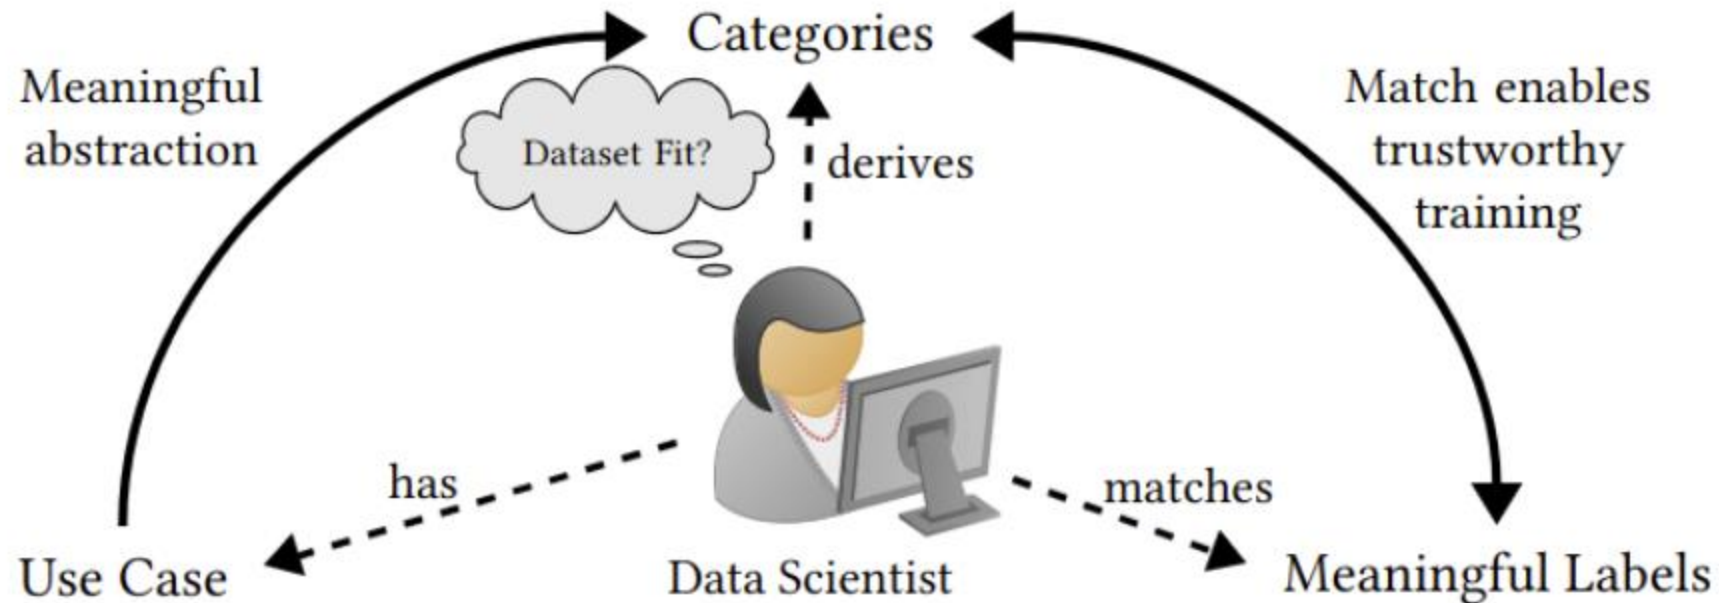 Categories
Meaningful
abstraction
Dataset Fit?
derives
Match enables
trustworthy
training
has
matches
Use Case
Data Scientist
Meaningful Labels